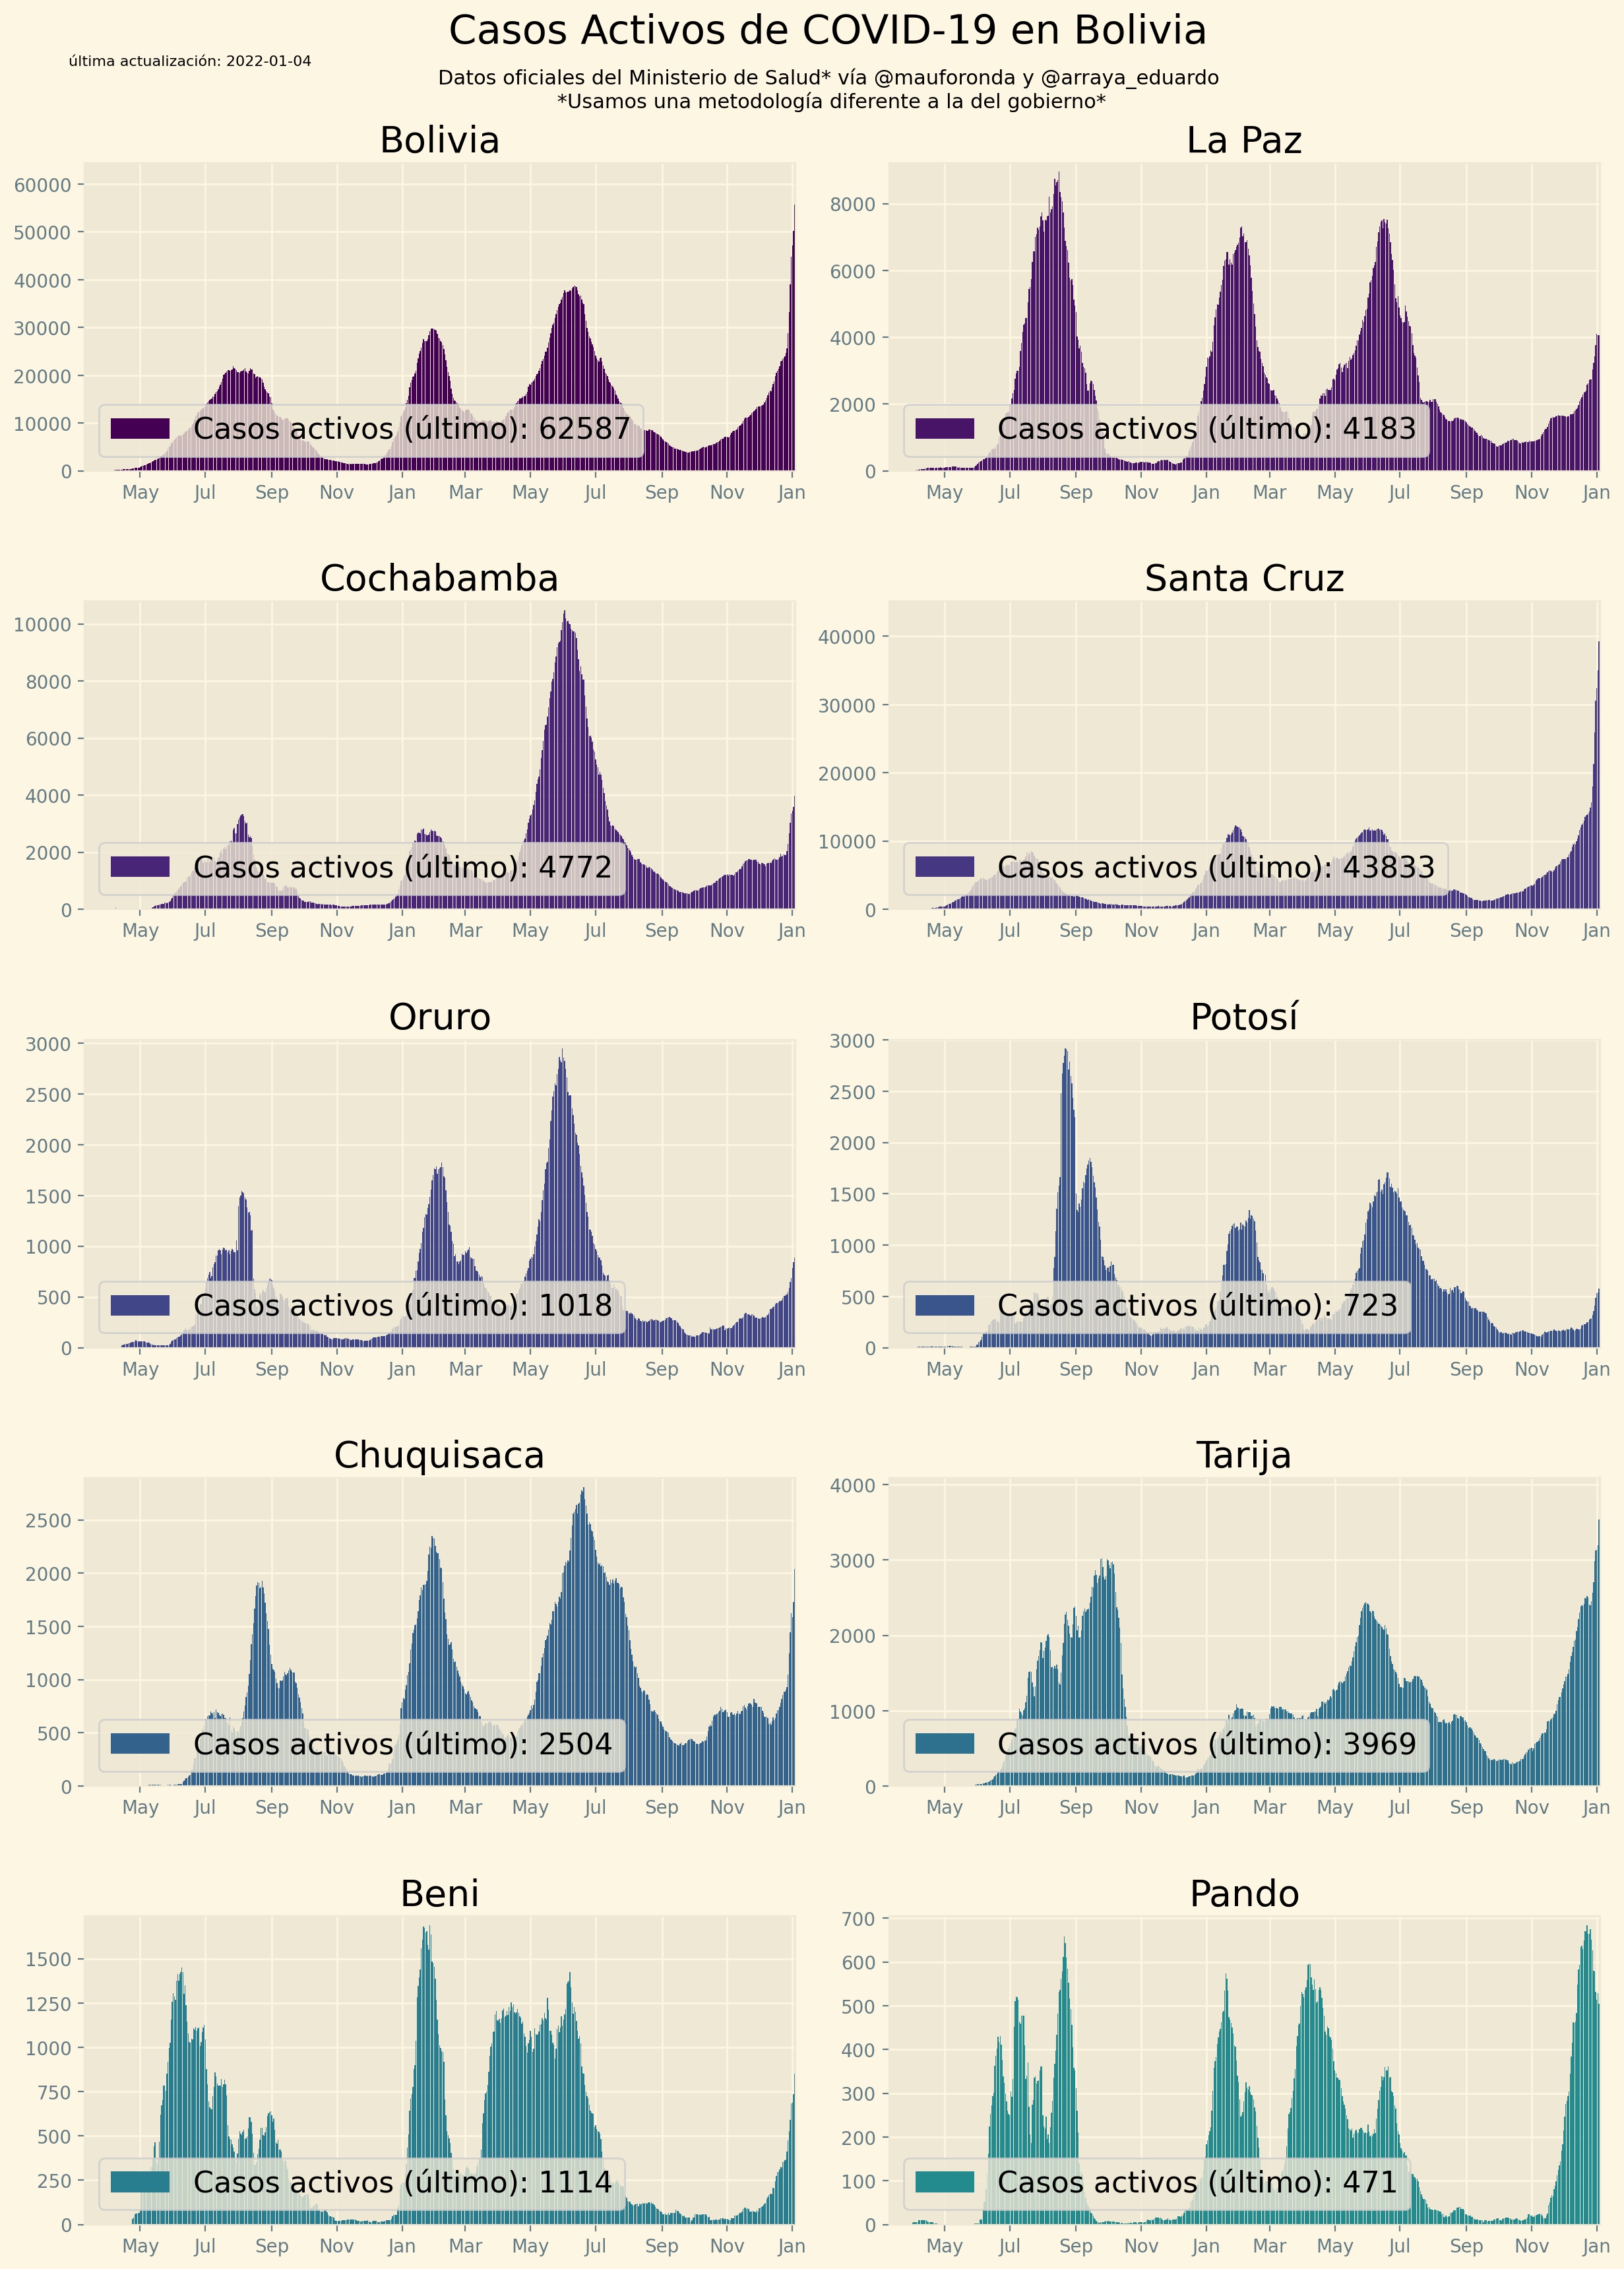 Casos Activos de COVID-19 en Bolivia
última actualización: 2022-01-04
Datos oficiales del Ministerio de Salud* vía @mauforonda y @arraya_eduardo
*Usamos una metodología diferente a la del gobierno*
Bolivia
60000
50000
40000
30000
20000
10000
0
Casos activos (último): 62587
May Jul Sep Nov Jan Mar May Jul Sep Nov Jan
La Paz
8000
6000
4000
2000
0
Casos activos (último): 4183
May Jul Sep Nov Jan Mar May Jul Sep Nov Jan
Cochabamba
10000
8000
6000
4000
2000
0
Casos activos (último): 4772
May Jul Sep Nov Jan Mar May Jul Sep Nov Jan
Santa Cruz
40000
30000
20000
10000
0
Casos activos (último): 43833
May Jul Sep Nov Jan Mar May Jul Sep Nov Jan
Oruro
3000
2500
2000
1500
1000
500
0
Casos activos (último): 1018
May Jul Sep Nov Jan Mar May Jul Sep Nov Jan
Potosí
3000
2500
2000
1500
1000
500
0
Casos activos (último): 723
May Jul Sep Nov Jan Mar May Jul Sep Nov Jan
Chuquisaca
2500
2000
1500
1000
500
0
Casos activos (último): 2504
May Jul Sep Nov Jan Mar May Jul Sep Nov Jan
Tarija
4000
3000
2000
1000
0
Casos activos (último): 3969
May Jul Sep Nov Jan Mar May Jul Sep Nov Jan
Beni
1500
1250
1000
750
500
250
0
Casos activos (último): 1114
May Jul Sep Nov Jan Mar May Jul Sep Nov Jan
Pando
700
600
500
400
300
200
100
0
Casos activos (último): 471
May Jul Sep Nov Jan Mar May Jul Sep Nov Jan